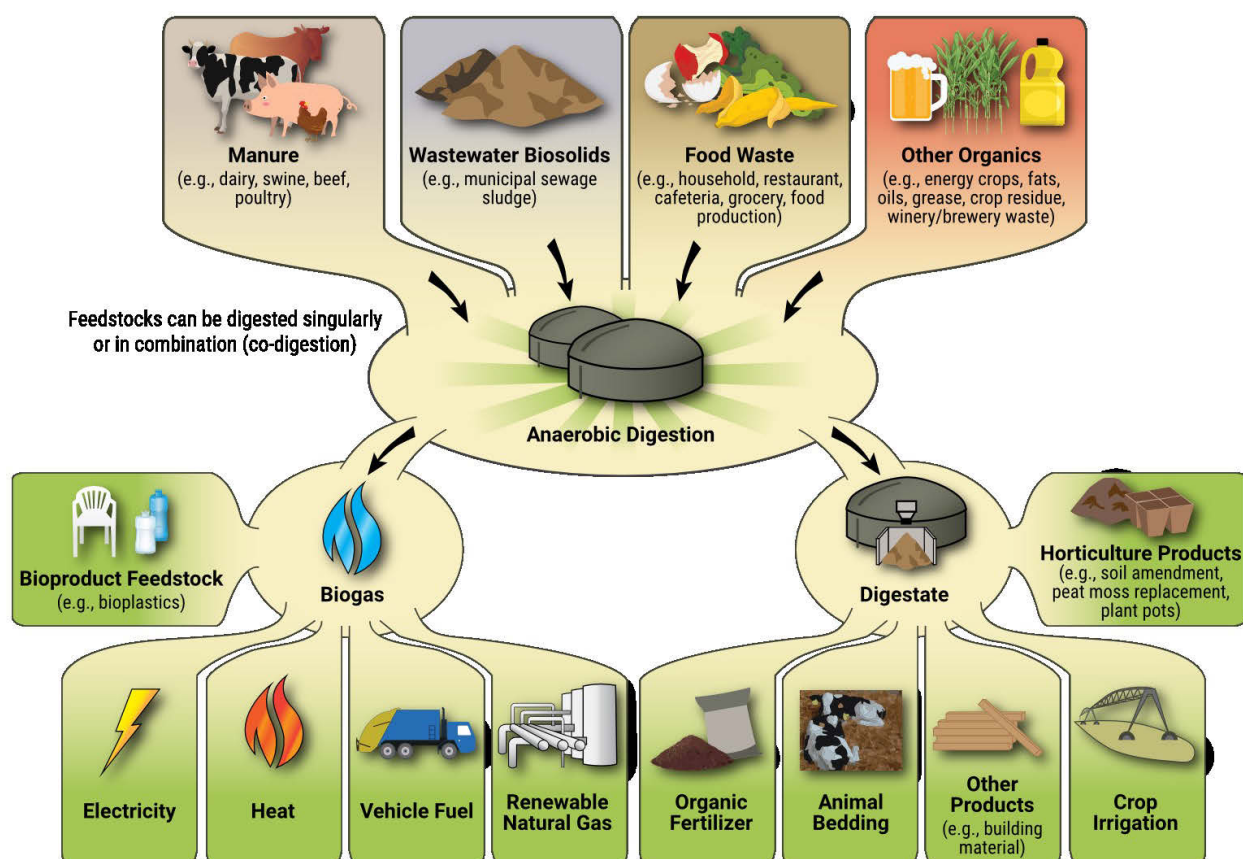 Manure
(e.g., dairy, swine, beef,
poultry)
Wastewater Biosolids
(e.g., municipal sewage
sludge)
Food Waste
(e.g., household, restaurant,
cafeteria, grocery, food
production)
Other Organics
(e.g., energy crops, fats,
oils, grease, crop residue,
winery/brewery waste)
Feedstocks can be digested singularly
or in combination (co-digestion)
Anaerobic Digestion
Bioproduct Feedstock
(e.g., bioplastics)
Biogas
Digestate
Horticulture Products
(e.g., soil amendment,
peat moss replacement,
plant pots)
Electricity
Heat
Vehicle Fuel
Renewable
Natural Gas
Organic
Fertilizer
Animal
Bedding
Other
Products
(e.g., building
material)
Crop
Irrigation